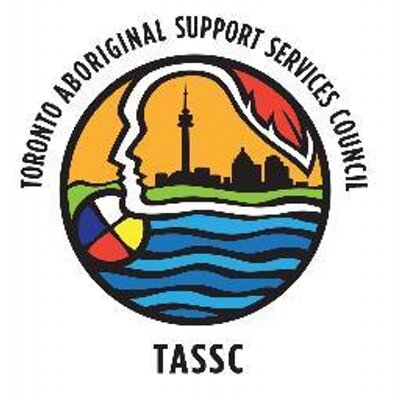 TORONTO ABORIGINAL SUPPORT SERVICES COUNCIL
TASSC